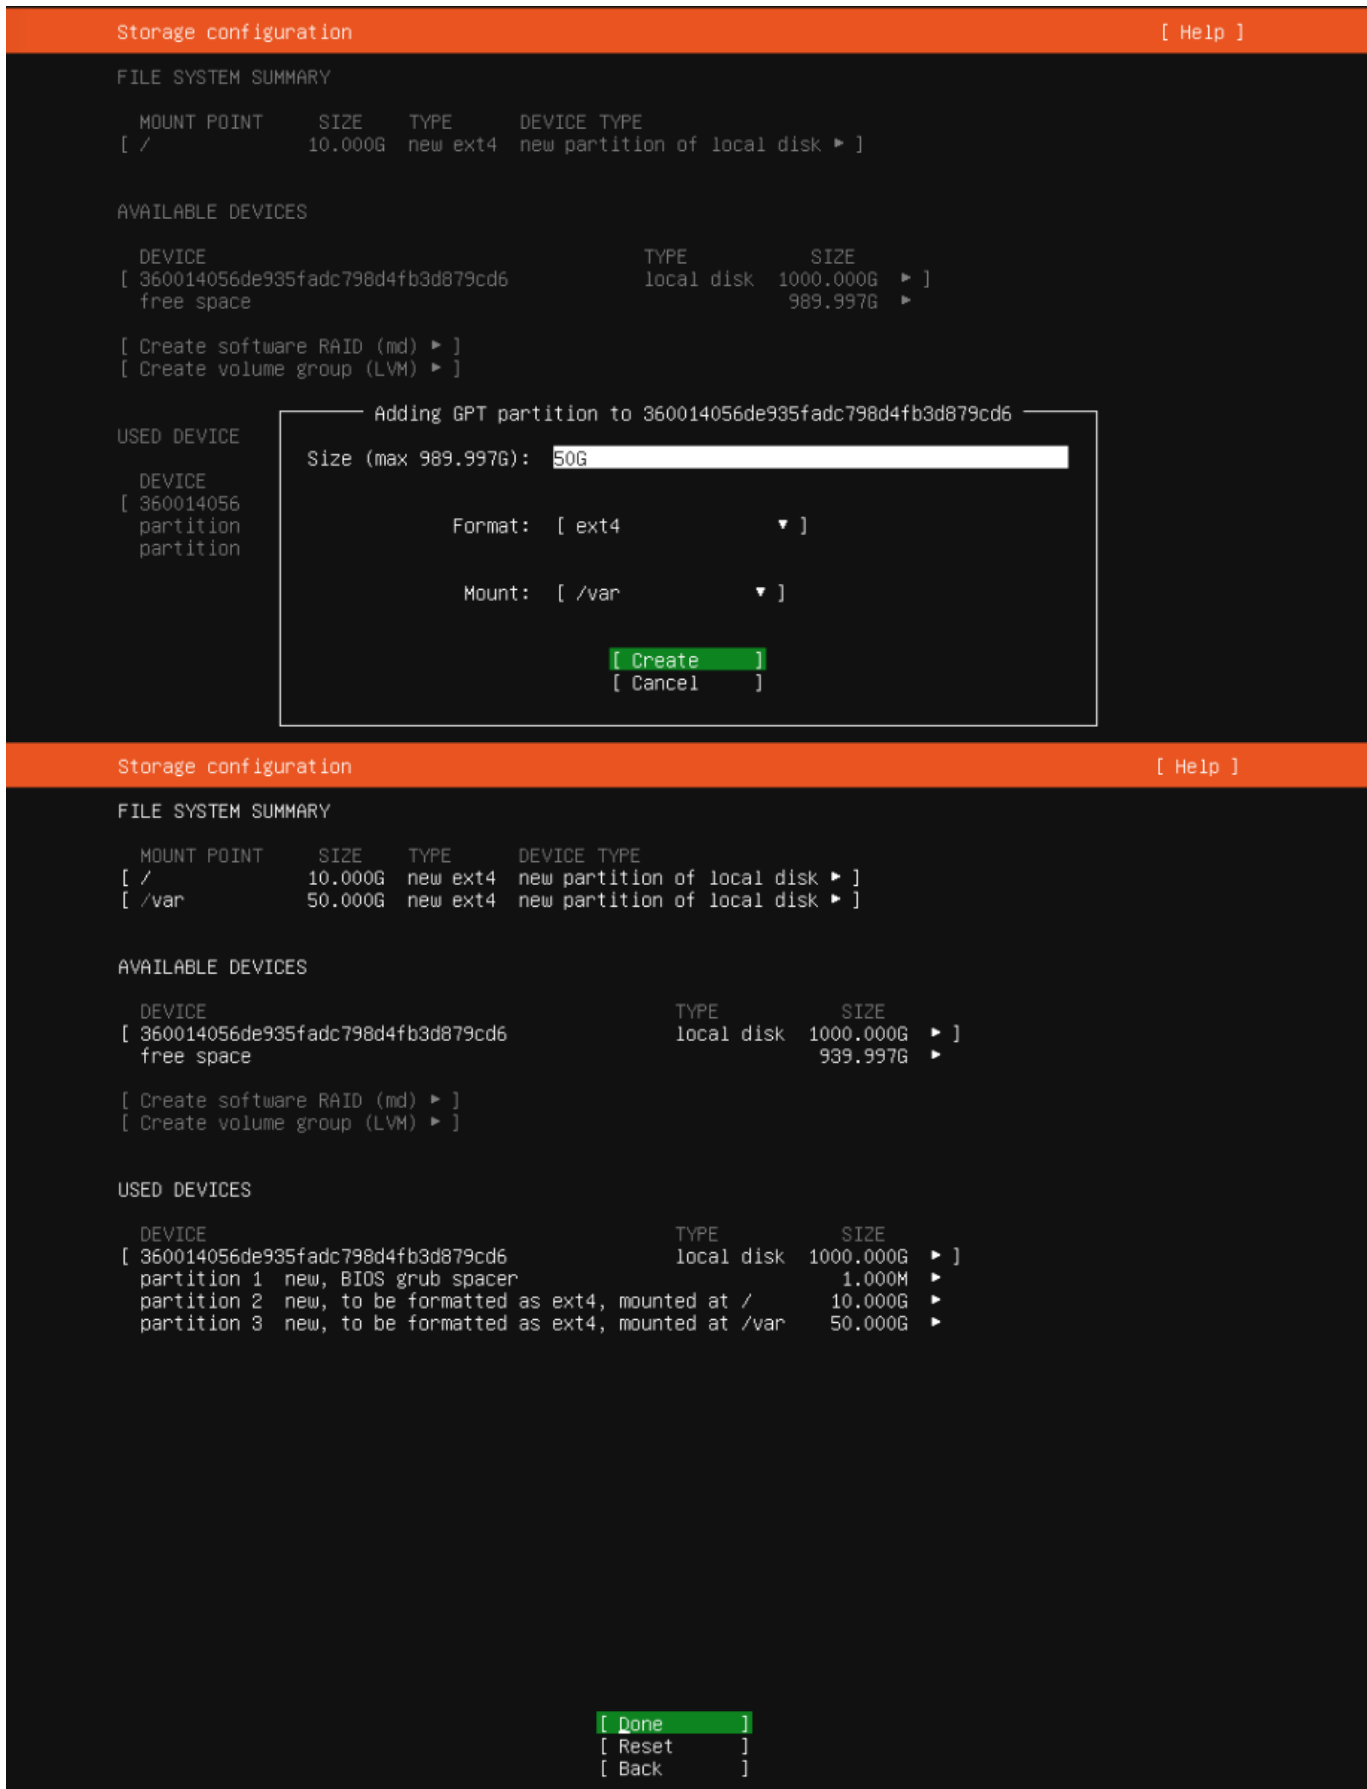 Storage configuration [ Help ]
FILE SYSTEM SUMMARY
MOUNT POINT SIZE TYPE DEVICE TYPE
[ / 10.000G new ext4 new partition of local disk ▸ ]
AVAILABLE DEVICES
DEVICE TYPE SIZE
[ 360014056de935fadc798d4fb3d879cd6 local disk 1000.000G ▸ ]
free space 989.997G ▸
[ Create software RAID (md) ▸ ]
[ Create volume group (LVM) ▸ ]
USED DEVICE
DEVICE
[ 360014056
partition
partition
Adding GPT partition to 360014056de935fadc798d4fb3d879cd6
Size (max 989.997G): 50G
Format: [ ext4 ▾ ]
Mount: [ /var ▾ ]
[ Create ]
[ Cancel ]
Storage configuration [ Help ]
FILE SYSTEM SUMMARY
MOUNT POINT SIZE TYPE DEVICE TYPE
[ / 10.000G new ext4 new partition of local disk ▸ ]
[ /var 50.000G new ext4 new partition of local disk ▸ ]
AVAILABLE DEVICES
DEVICE TYPE SIZE
[ 360014056de935fadc798d4fb3d879cd6 local disk 1000.000G ▸ ]
free space 939.997G ▸
[ Create software RAID (md) ▸ ]
[ Create volume group (LVM) ▸ ]
USED DEVICES
DEVICE TYPE SIZE
[ 360014056de935fadc798d4fb3d879cd6 local disk 1000.000G ▸ ]
partition 1 new, BIOS grub spacer 1.000M ▸
partition 2 new, to be formatted as ext4, mounted at / 10.000G ▸
partition 3 new, to be formatted as ext4, mounted at /var 50.000G ▸
[ Done ]
[ Reset ]
[ Back ]